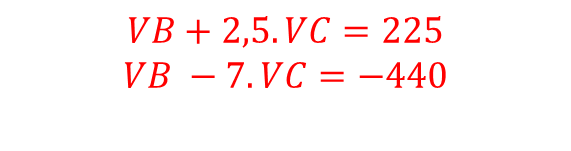 VB + 2,5.VC = 225
VB − 7.VC = −440